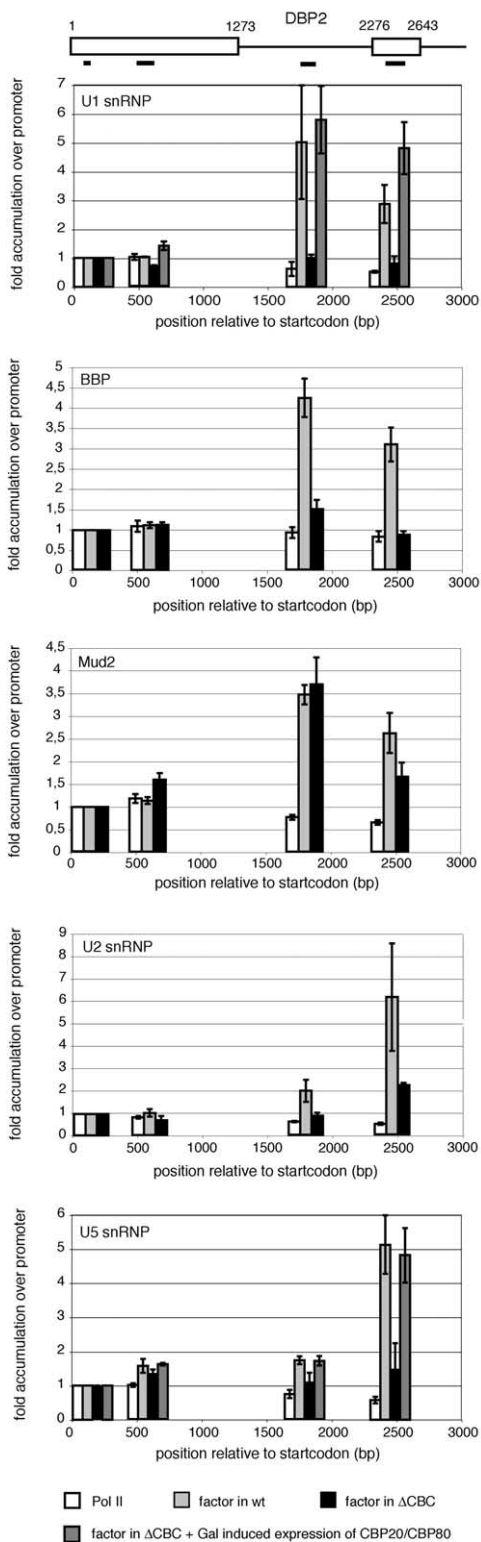 DBP2
1 1273 2276 2643
U1 snRNP
fold accumulation over promoter
7
6
5
4
3
2
1
0
0 500 1000 1500 2000 2500 3000
position relative to startcodon (bp)
BBP
fold accumulation over promoter
5
4,5
4
3,5
3
2,5
2
1,5
1
0,5
0
0 500 1000 1500 2000 2500 3000
position relative to startcodon (bp)
Mud2
fold accumulation over promoter
4,5
4
3,5
3
2,5
2
1,5
1
0,5
0
0 500 1000 1500 2000 2500 3000
position relative to startcodon (bp)
U2 snRNP
fold accumulation over promoter
9
8
7
6
5
4
3
2
1
0
0 500 1000 1500 2000 2500 3000
position relative to startcodon (bp)
U5 snRNP
fold accumulation over promoter
6
5
4
3
2
1
0
0 500 1000 1500 2000 2500 3000
position relative to startcodon (bp)
Pol II factor in wt factor in ΔCBC
factor in ΔCBC + Gal induced expression of CBP20/CBP80